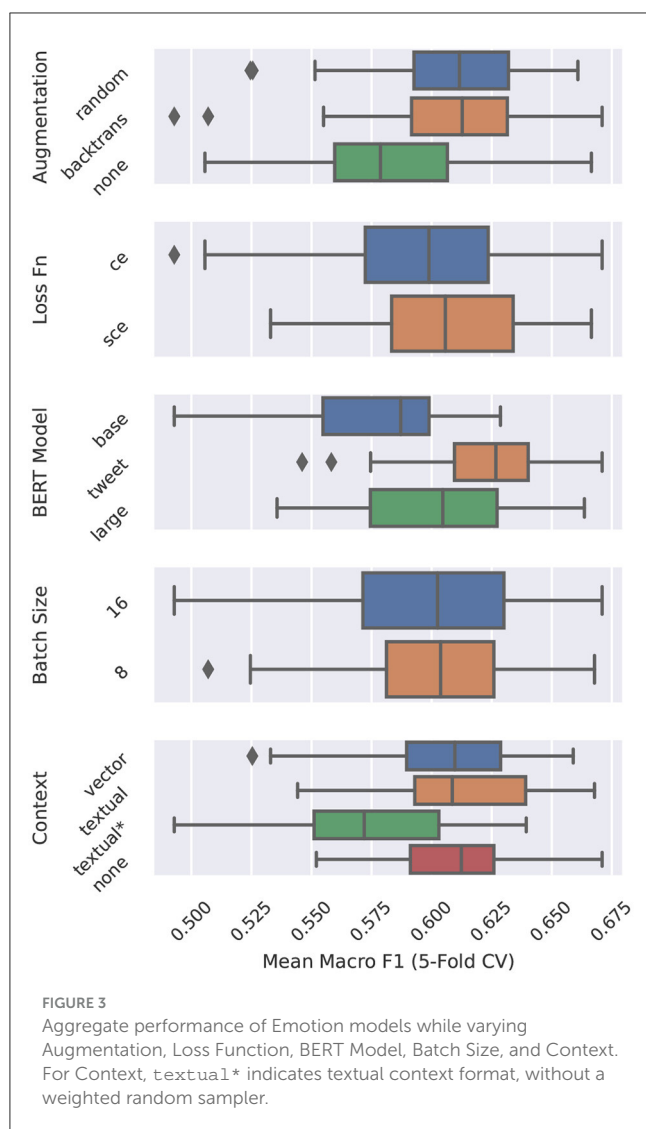 Augmentation
random
backtrans
none
Loss Fn
ce
sce
BERT Model
base
tweet
large
Batch Size
16
8
Context
vector
textual
textual*
none
0.500 0.525 0.550 0.575 0.600 0.625 0.650 0.675
Mean Macro F1 (5-Fold CV)
FIGURE 3
Aggregate performance of Emotion models while varying
Augmentation, Loss Function, BERT Model, Batch Size, and Context.
For Context, textual* indicates textual context format, without a
weighted random sampler.